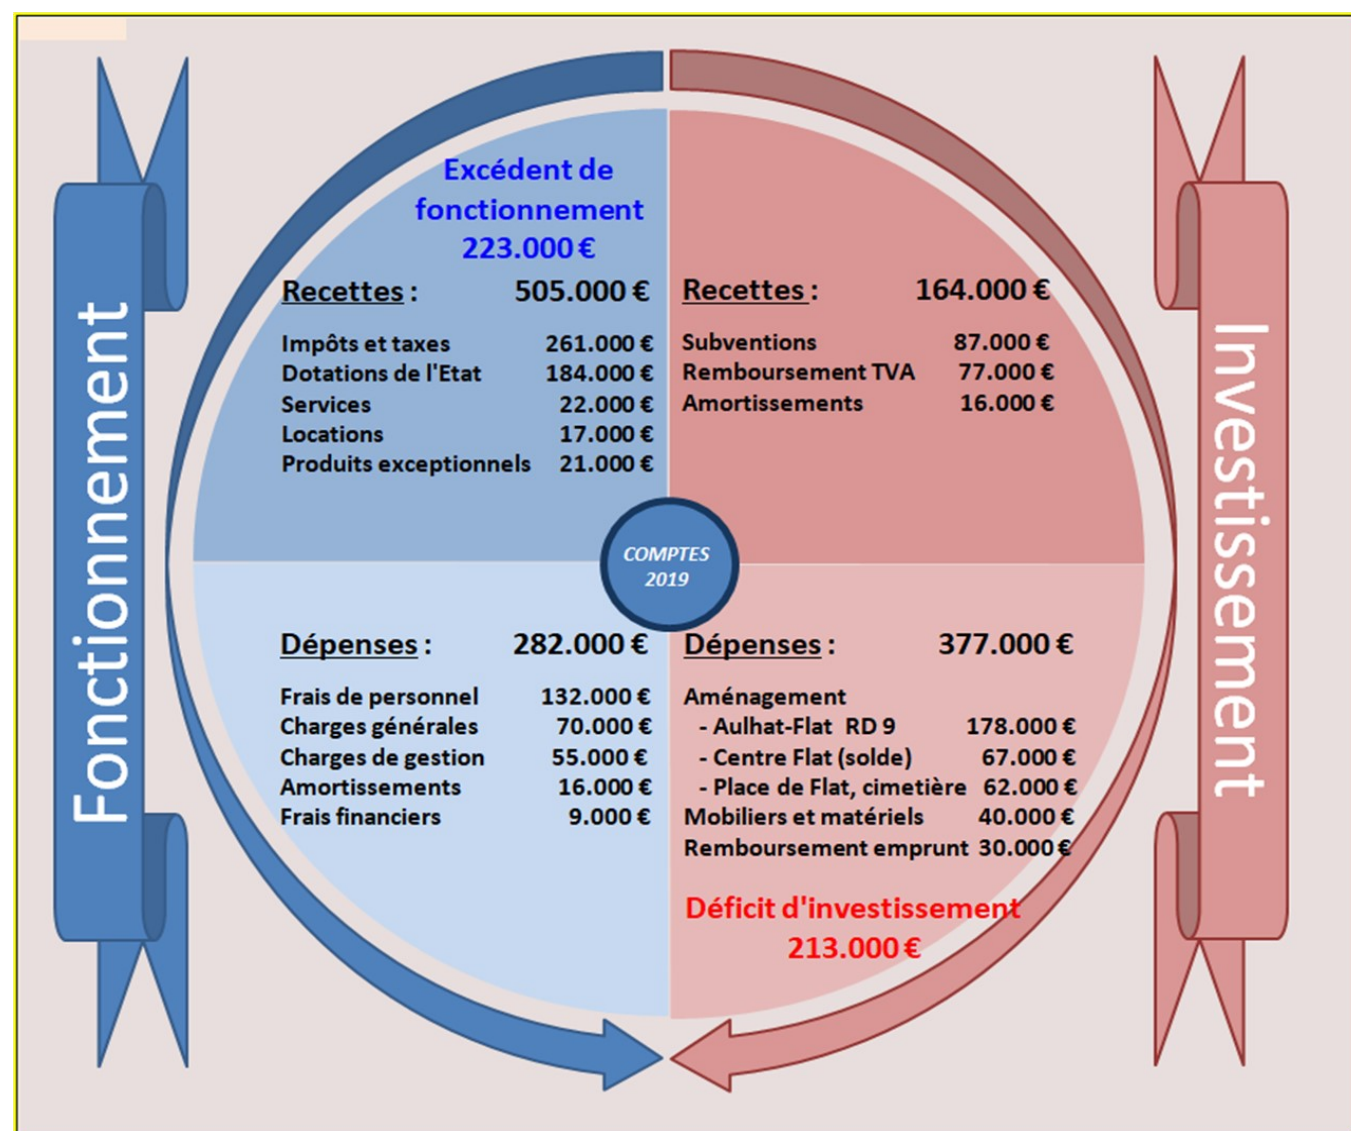 Fonctionnement
Excédent de
fonctionnement
223.000 €
Recettes : 505.000 €
Impôts et taxes 261.000 €
Dotations de l'Etat 184.000 €
Services 22.000 €
Locations 17.000 €
Produits exceptionnels 21.000 €
Recettes : 164.000 €
Subventions 87.000 €
Remboursement TVA 77.000 €
Amortissements 16.000 €
COMPTES
2019
Dépenses : 282.000 €
Frais de personnel 132.000 €
Charges générales 70.000 €
Charges de gestion 55.000 €
Amortissements 16.000 €
Frais financiers 9.000 €
Dépenses : 377.000 €
Aménagement
- Aulhat-Flat RD 9 178.000 €
- Centre Flat (solde) 67.000 €
- Place de Flat, cimetière 62.000 €
Mobiliers et matériels 40.000 €
Remboursement emprunt 30.000 €
Déficit d'investissement
213.000 €
Investissement